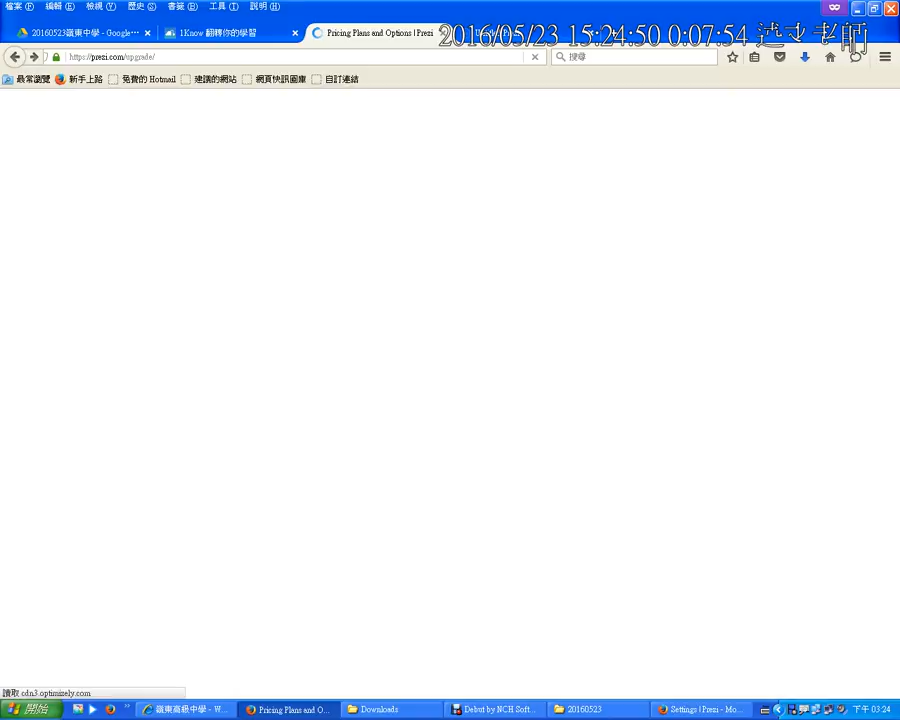 檔案(F) 編輯(E) 檢視(V) 歷史(S) 書籤(B) 工具(T) 說明(H)
20160523嶺東中學 - Google… 1Know 翻轉你的學習 Pricing Plans and Options | Prezi
2016/05/23 15:24:50 0:07:54 老師
https://prezi.com/upgrade/ 搜尋
最常瀏覽 新手上路 免費的 Hotmail 建議的網站 網頁快訊圖庫 自訂連結
讀取 cdn3.optimizely.com
開始 嶺東高級中學 - W... Pricing Plans and O... Downloads Debut by NCH Soft... 20160523 Settings | Prezi - Mo... 下午 03:24